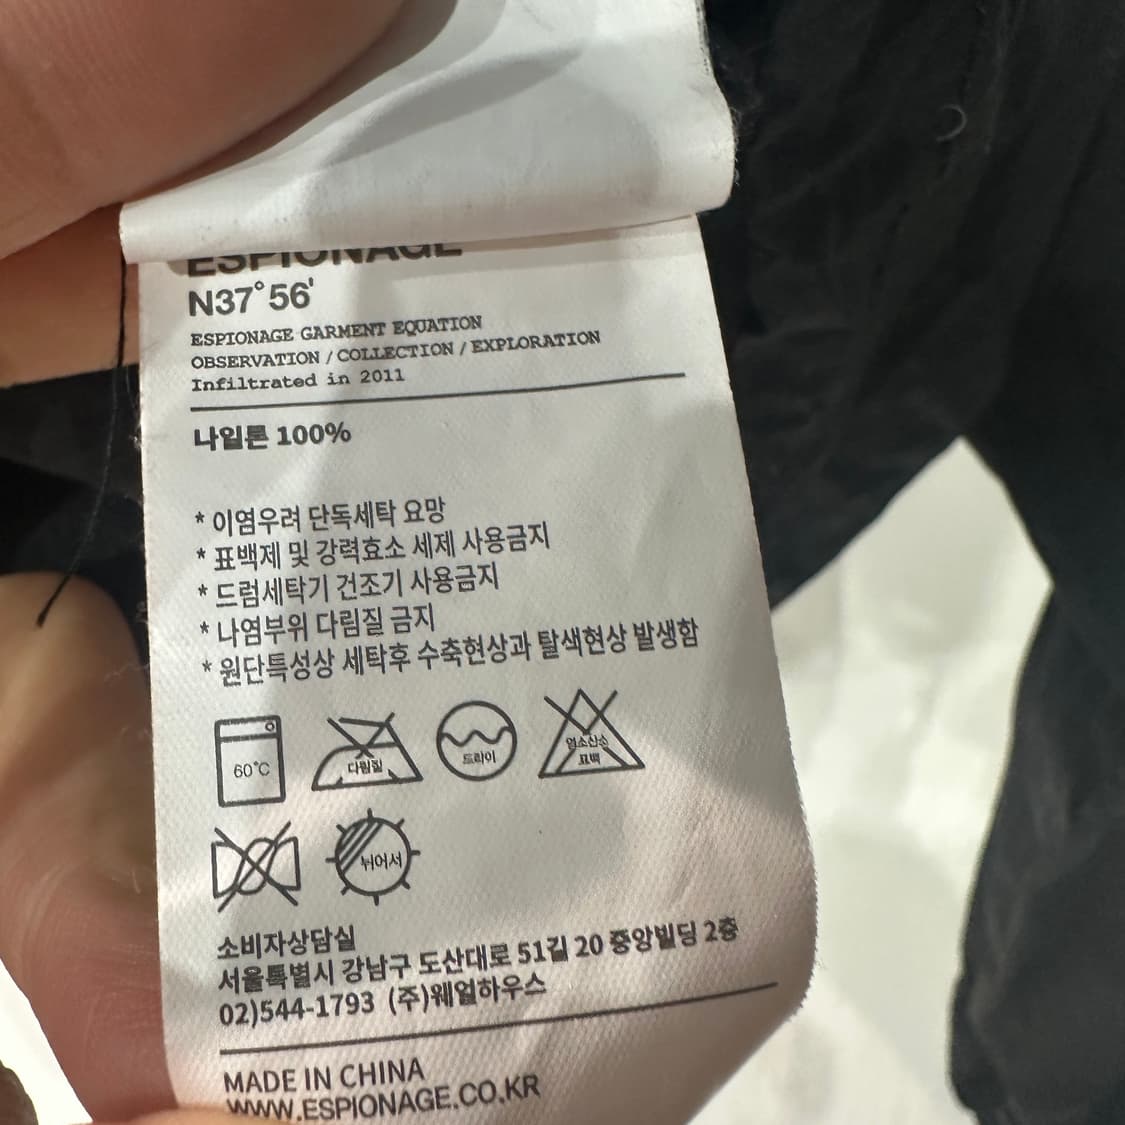 ESPIONAGE
N37°56'
ESPIONAGE GARMENT EQUATION
OBSERVATION / COLLECTION / EXPLORATION
Infiltrated in 2011
나일론 100%
* 이염우려 단독세탁 요망
* 표백제 및 강력효소 세제 사용금지
* 드럼세탁기 건조기 사용금지
* 나염부위 다림질 금지
* 원단특성상 세탁후 수축현상과 탈색현상 발생함
60°C
다림질
드라이
염소산소
표백
뉘어서
소비자상담실
서울특별시 강남구 도산대로 51길 20 중앙빌딩 2층
02)544-1793 (주)웨얼하우스
MADE IN CHINA
WWW.ESPIONAGE.CO.KR